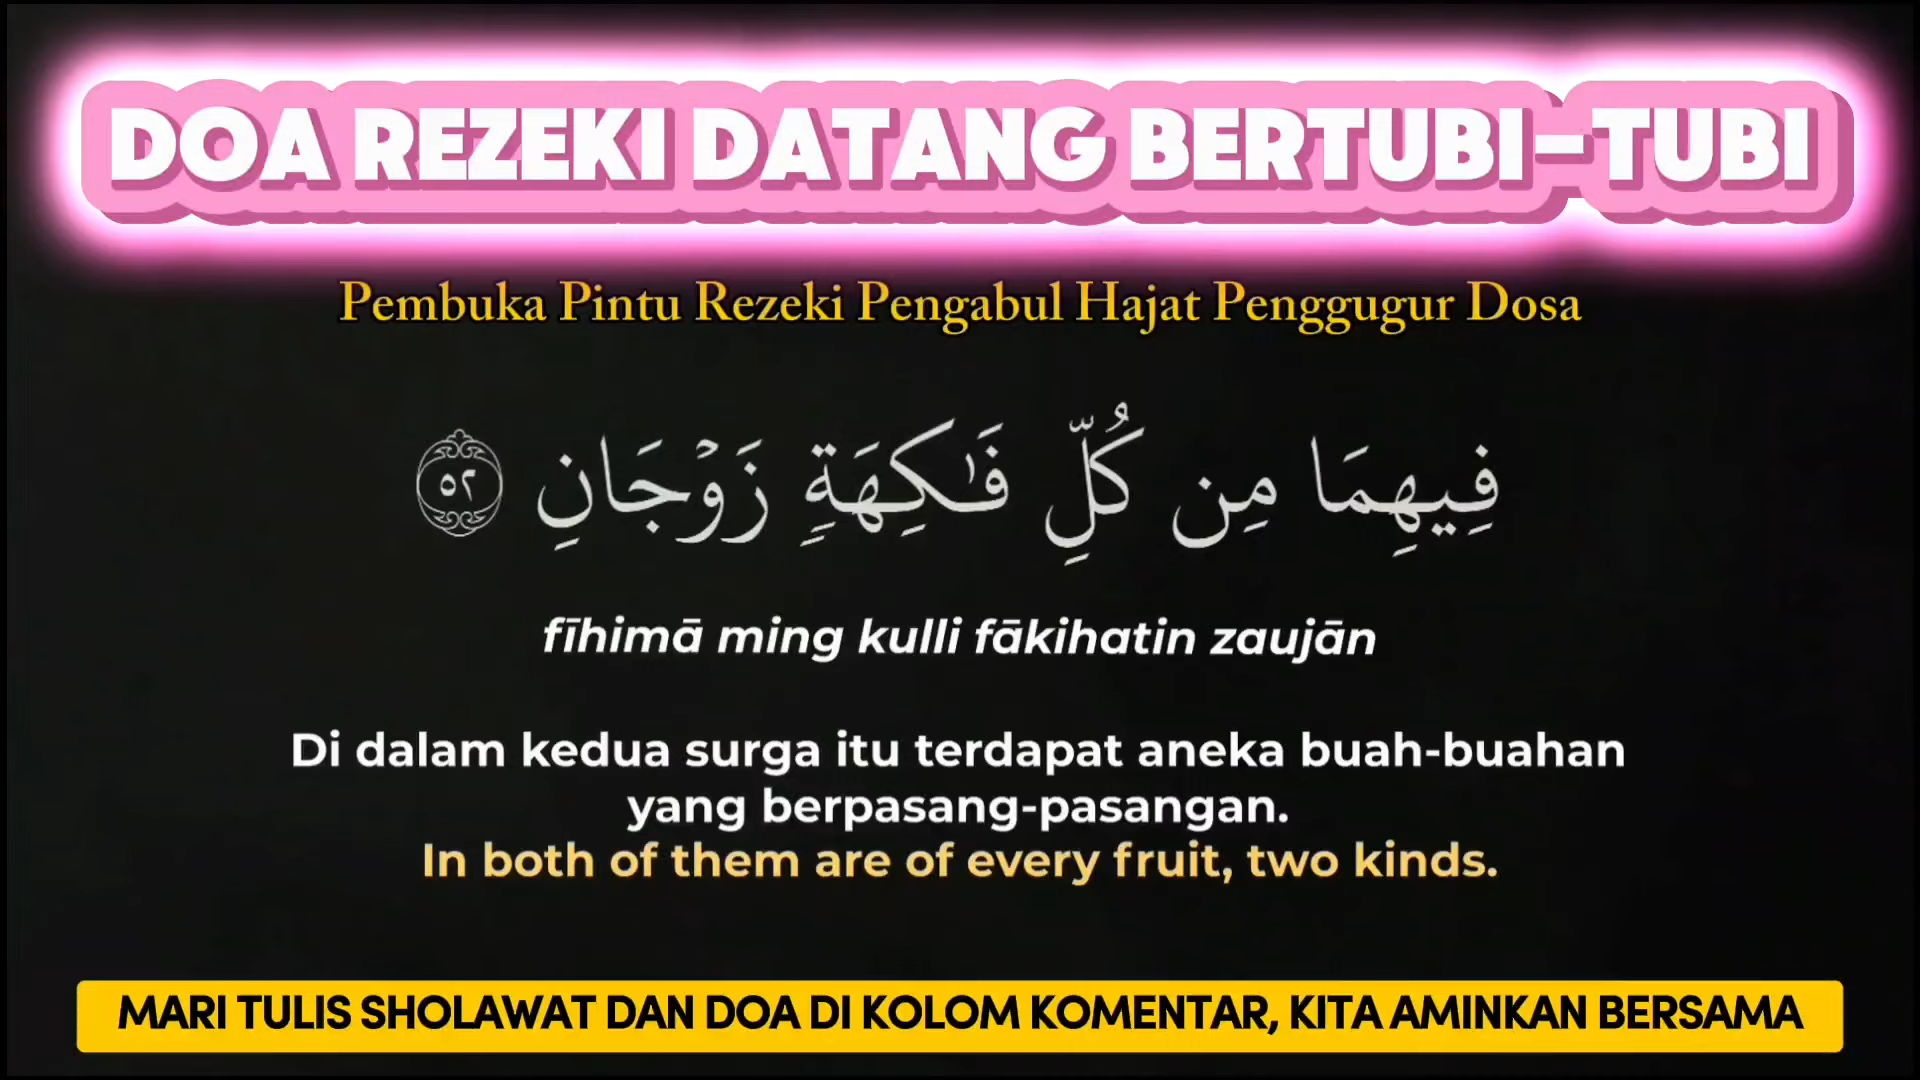 DOA REZEKI DATANG BERTUBI-TUBI
Pembuka Pintu Rezeki Pengabul Hajat Penggugur Dosa
فِيهِمَا مِن كُلِّ فَـٰكِهَةٍۢ زَوْجَانِ ٥٢
fīhimā ming kulli fākihatin zaujān
Di dalam kedua surga itu terdapat aneka buah-buahan
yang berpasang-pasangan.
In both of them are of every fruit, two kinds.
MARI TULIS SHOLAWAT DAN DOA DI KOLOM KOMENTAR, KITA AMINKAN BERSAMA